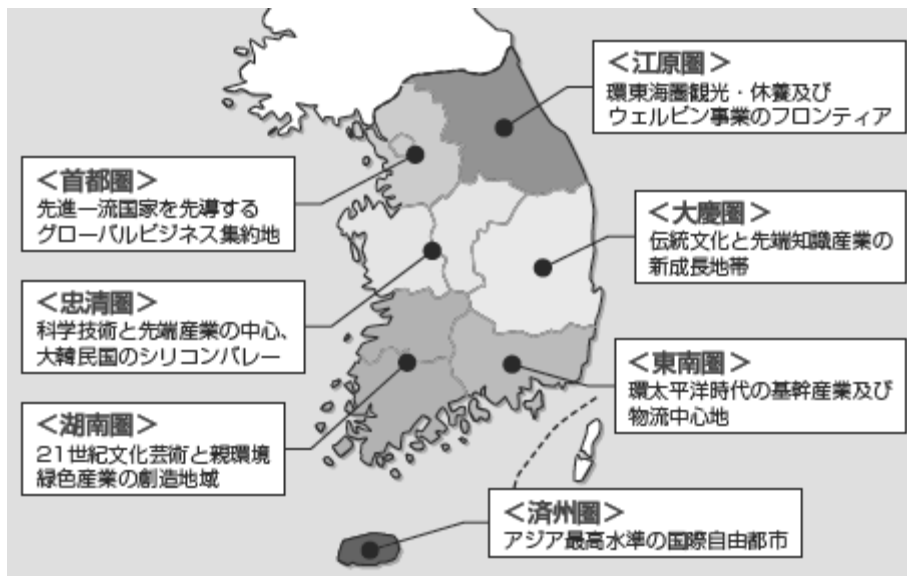 ＜江原圏＞
環東海圏観光・休養及び
ウェルビン事業のフロンティア
＜首都圏＞
先進一流国家を先導する
グローバルビジネス集約地
＜大慶圏＞
伝統文化と先端知識産業の
新成長地帯
＜忠清圏＞
科学技術と先端産業の中心、
大韓民国のシリコンバレー
＜東南圏＞
環太平洋時代の基幹産業及び
物流中心地
＜湖南圏＞
21世紀文化芸術と親環境
緑色産業の創造地域
＜済州圏＞
アジア最高水準の国際自由都市